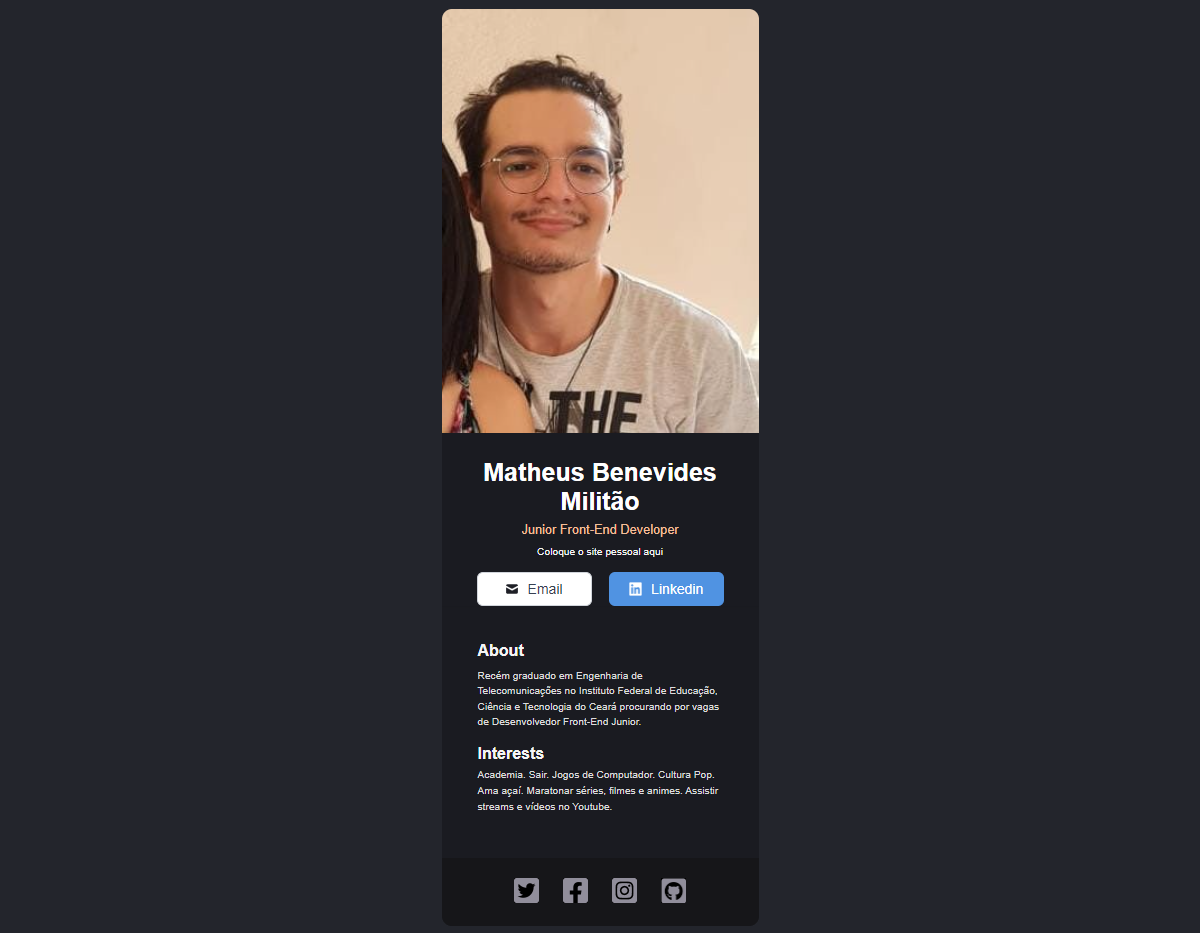 THE
Matheus Benevides
Militão
Junior Front-End Developer
Coloque o site pessoal aqui
Email
Linkedin
About
Recém graduado em Engenharia de
Telecomunicações no Instituto Federal de Educação,
Ciência e Tecnologia do Ceará procurando por vagas
de Desenvolvedor Front-End Junior.
Interests
Academia. Sair. Jogos de Computador. Cultura Pop.
Ama açaí. Maratonar séries, filmes e animes. Assistir
streams e vídeos no Youtube.